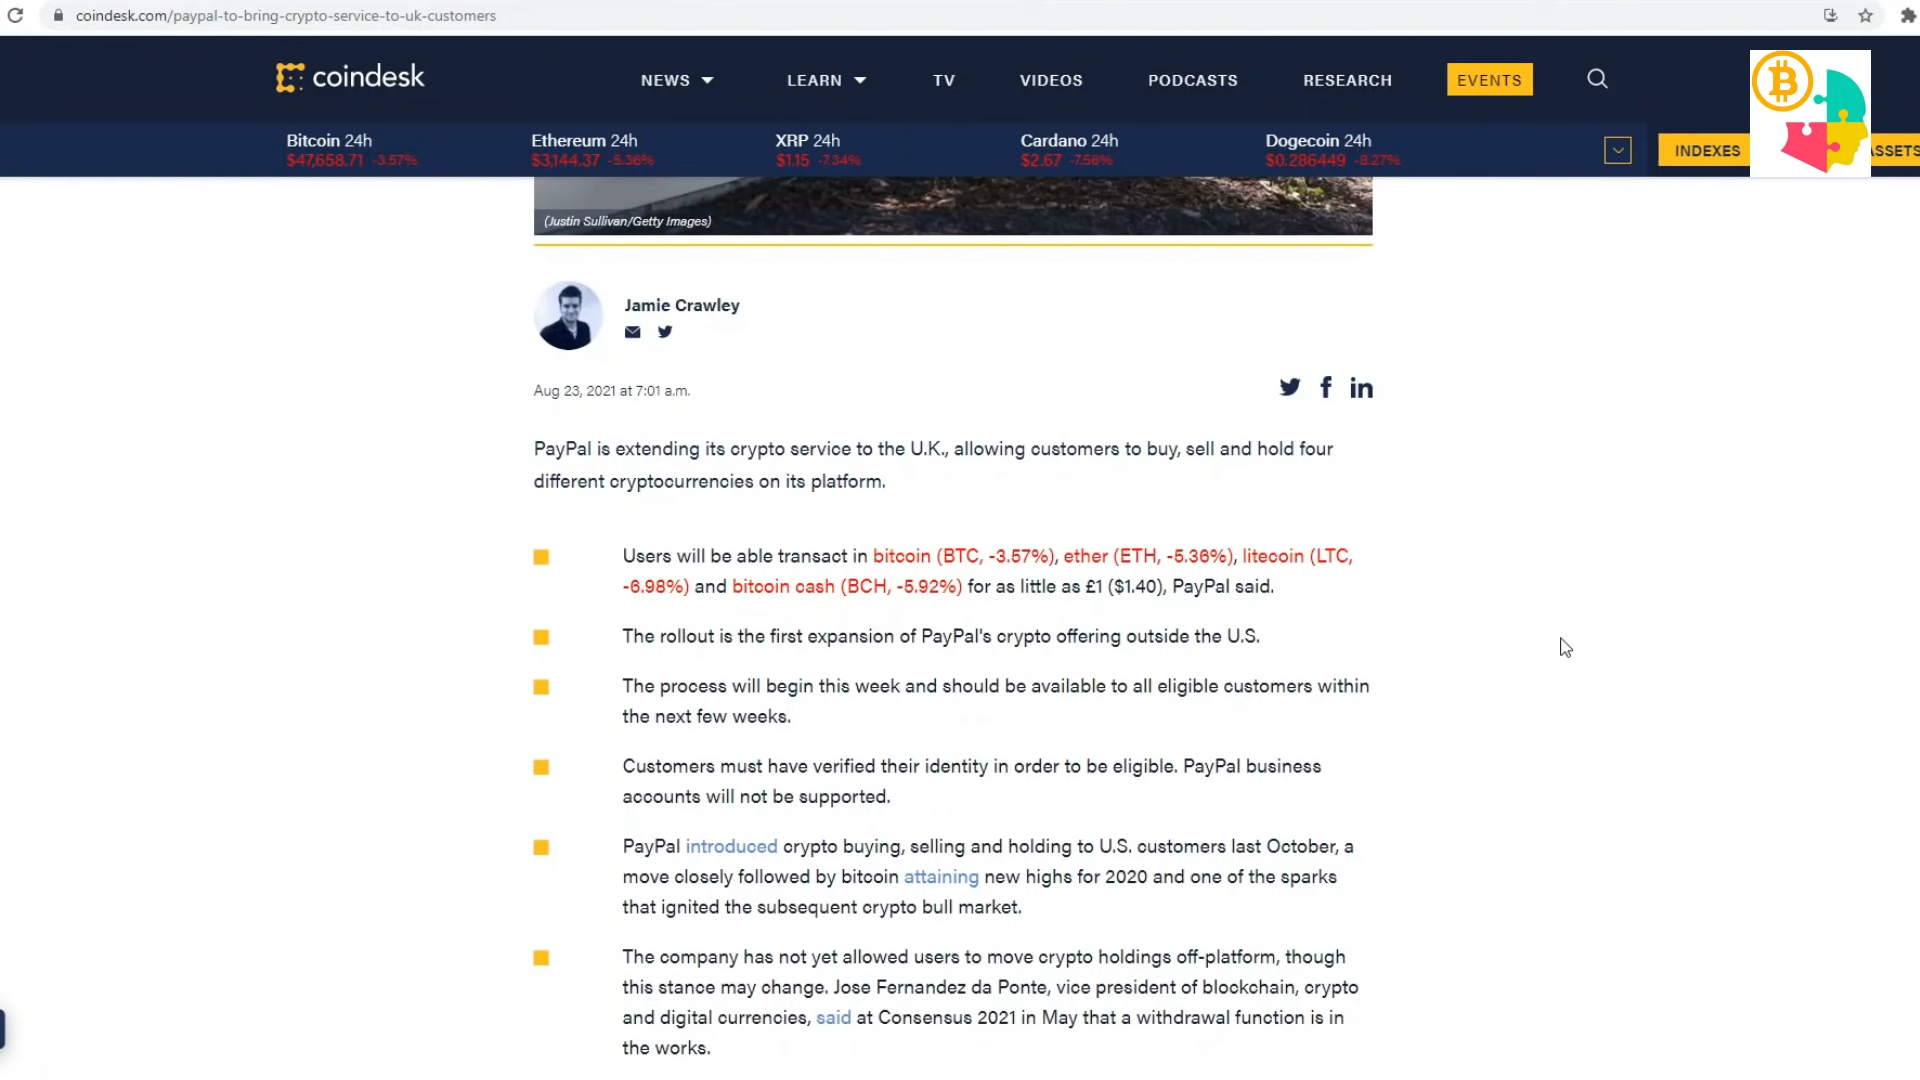 coindesk.com/paypal-to-bring-crypto-service-to-uk-customers
coindesk
NEWS
LEARN
TV
VIDEOS
PODCASTS
RESEARCH
EVENTS
Bitcoin 24h
$47,658.71 -3.57%
Ethereum 24h
$3,144.37 -5.36%
XRP 24h
$1.15 -7.34%
Cardano 24h
$2.67 -7.56%
Dogecoin 24h
$0.286449 -8.27%
INDEXES
ASSETS
(Justin Sullivan/Getty Images)
Jamie Crawley
Aug 23, 2021 at 7:01 a.m.
PayPal is extending its crypto service to the U.K., allowing customers to buy, sell and hold four
different cryptocurrencies on its platform.
Users will be able transact in bitcoin (BTC, -3.57%), ether (ETH, -5.36%), litecoin (LTC,
-6.98%) and bitcoin cash (BCH, -5.92%) for as little as £1 ($1.40), PayPal said.
The rollout is the first expansion of PayPal's crypto offering outside the U.S.
The process will begin this week and should be available to all eligible customers within
the next few weeks.
Customers must have verified their identity in order to be eligible. PayPal business
accounts will not be supported.
PayPal introduced crypto buying, selling and holding to U.S. customers last October, a
move closely followed by bitcoin attaining new highs for 2020 and one of the sparks
that ignited the subsequent crypto bull market.
The company has not yet allowed users to move crypto holdings off-platform, though
this stance may change. Jose Fernandez da Ponte, vice president of blockchain, crypto
and digital currencies, said at Consensus 2021 in May that a withdrawal function is in
the works.